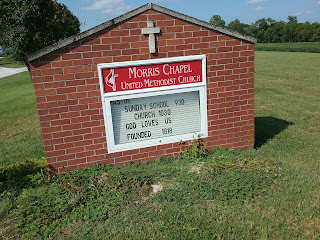 Morris Chapel
United Methodist Church
SUNDAY SCHOOL 930
CHURCH 1030
GOD LOVES US
FOUNDED 1818